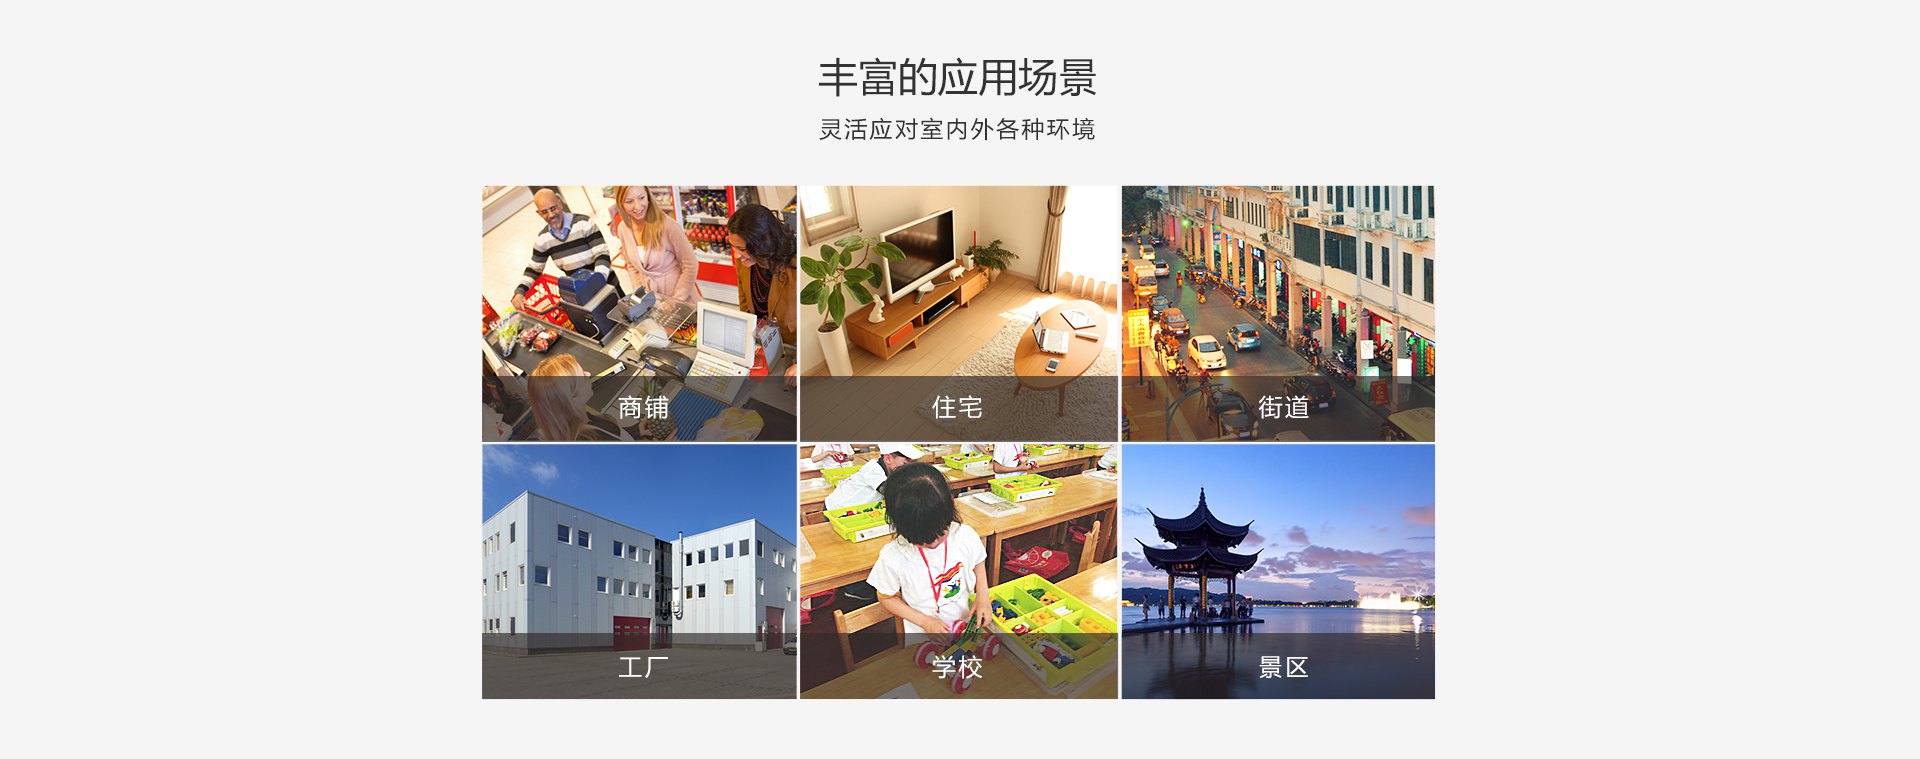 丰富的应用场景
灵活应对室内外各种环境
商铺
住宅
街道
工厂
学校
景区